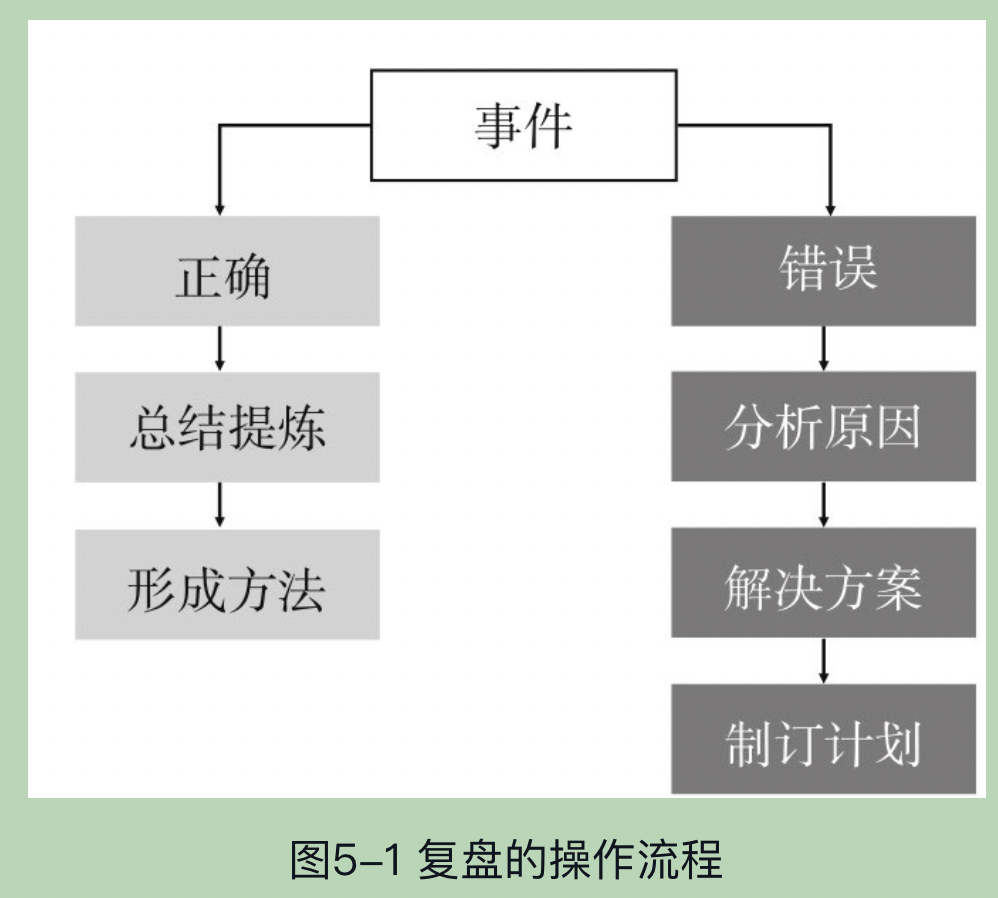 事件
正确
总结提炼
形成方法
错误
分析原因
解决方案
制订计划
图5-1 复盘的操作流程